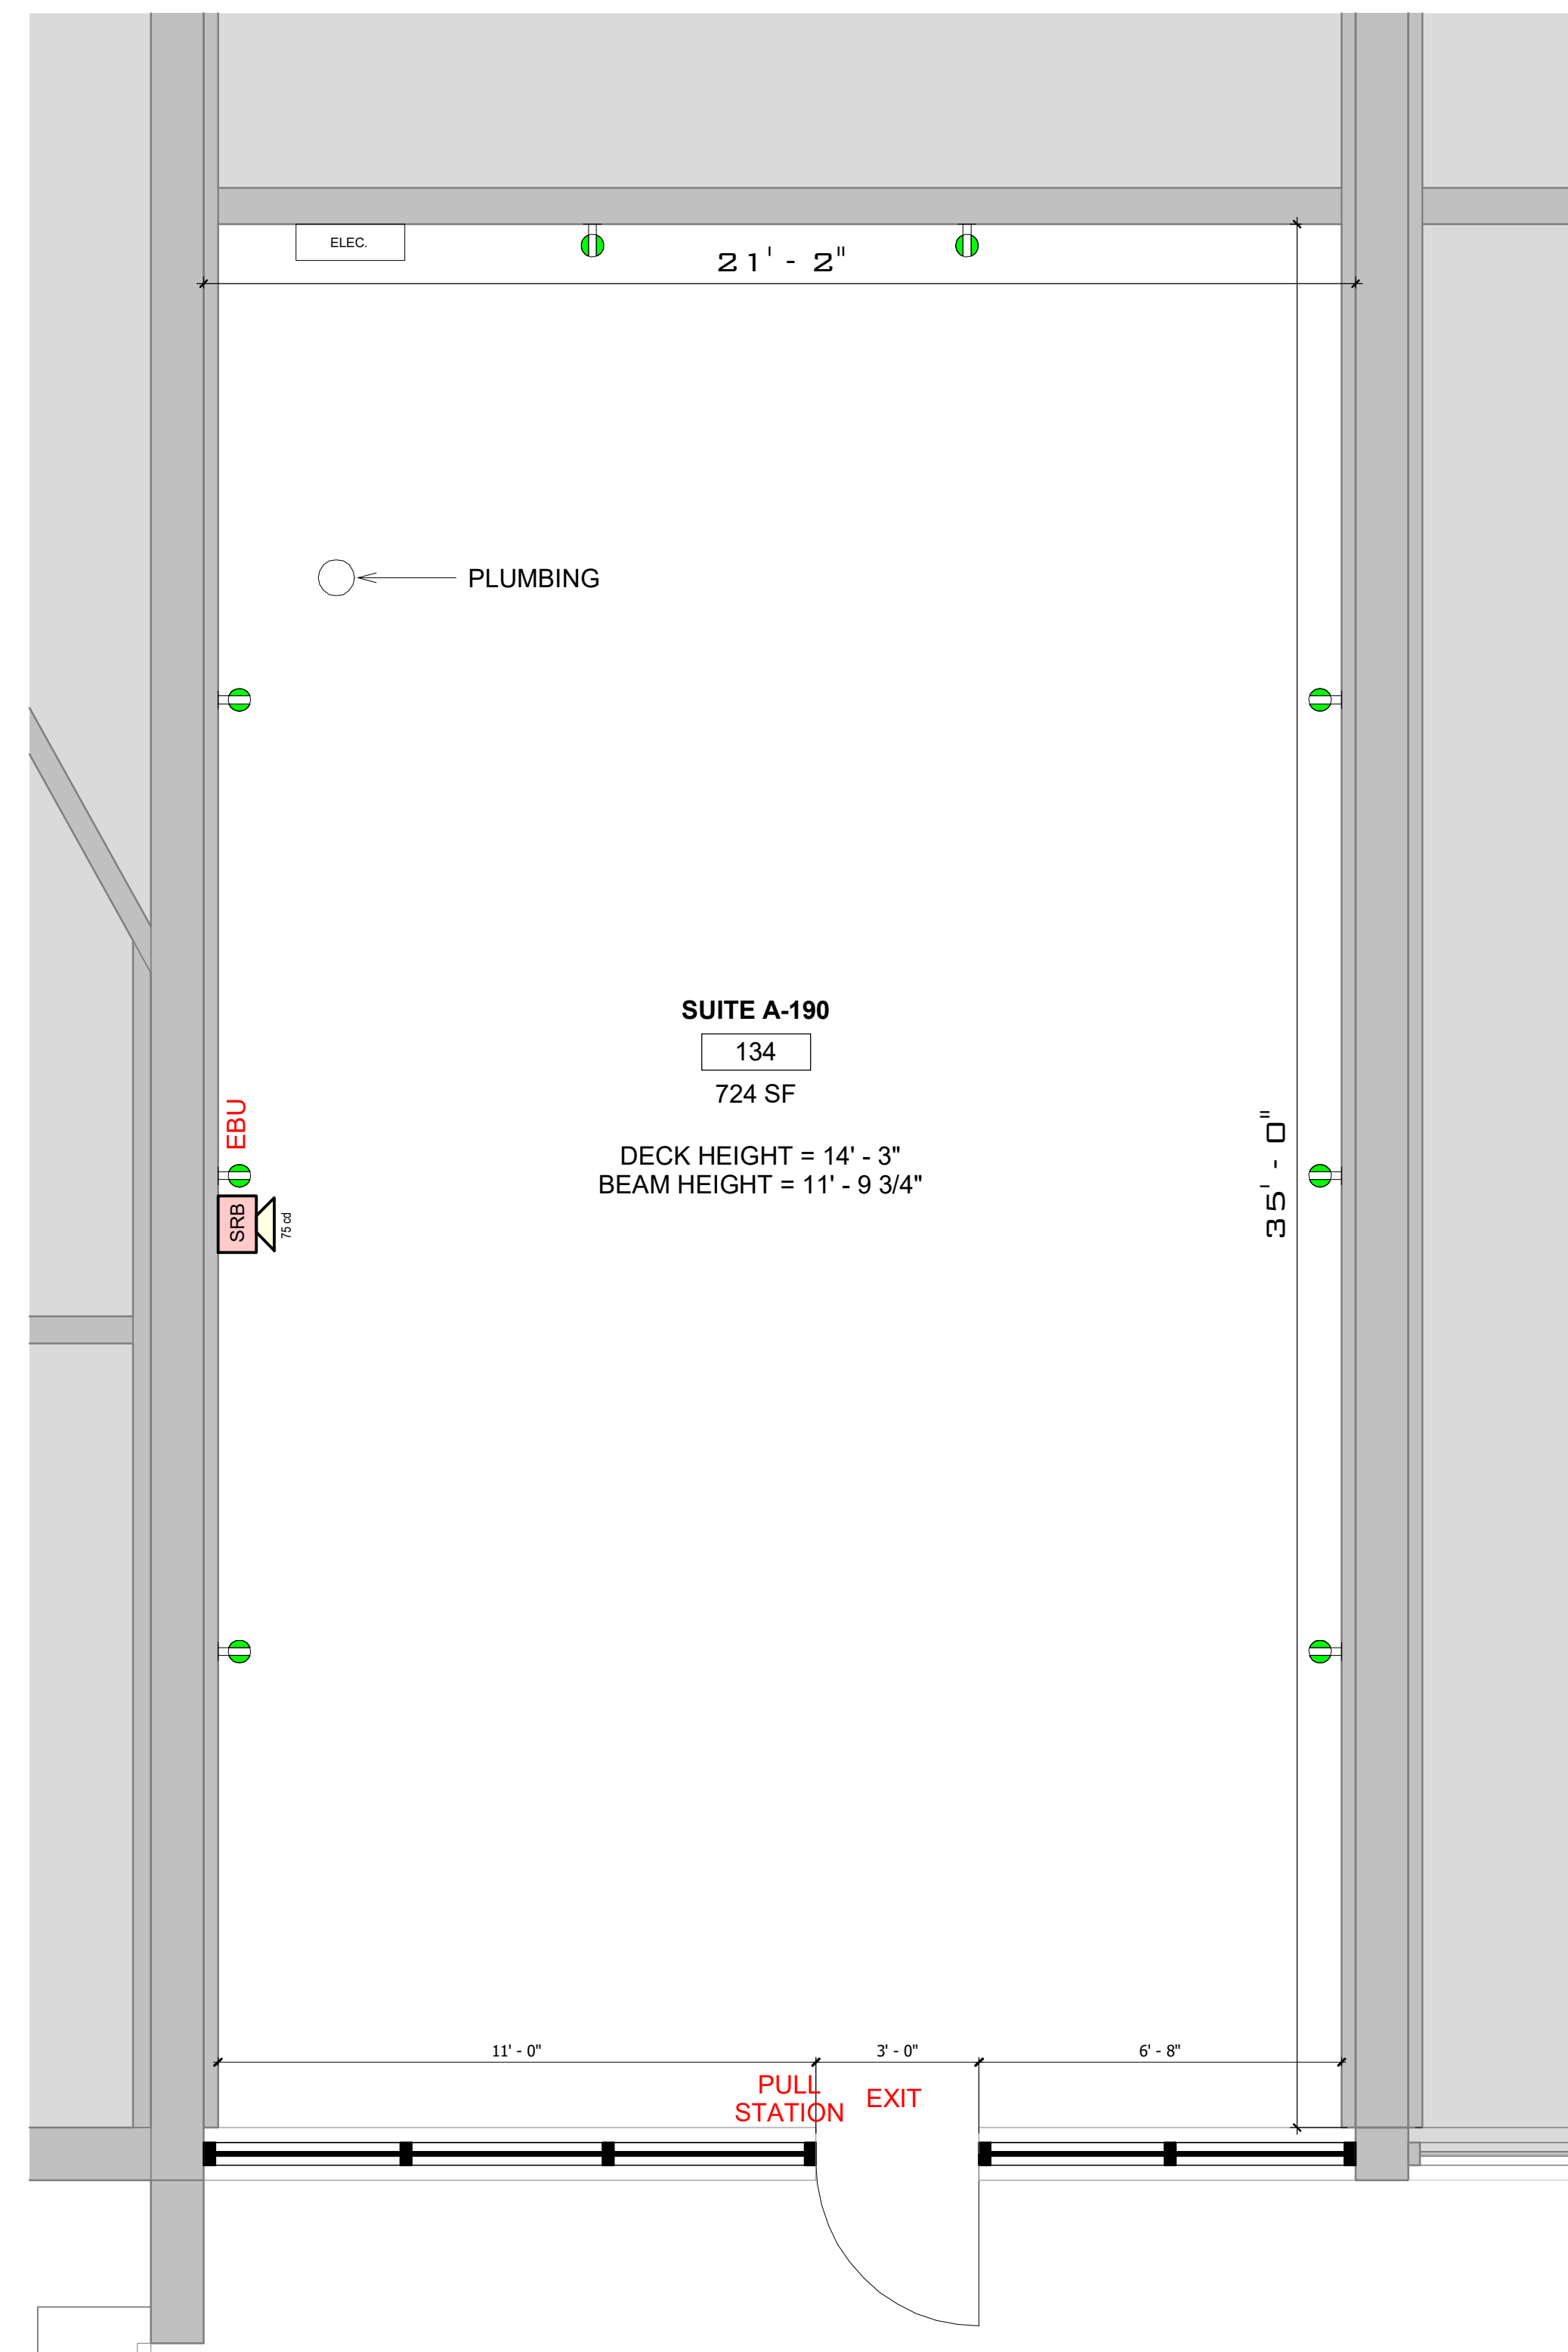 ELEC.
21' - 2"
PLUMBING
SUITE A-190
134
724 SF
DECK HEIGHT = 14' - 3"
BEAM HEIGHT = 11' - 9 3/4"
EBU
SRB
75 cd
35' - 0"
11' - 0"
3' - 0"
6' - 8"
PULL
STATION
EXIT